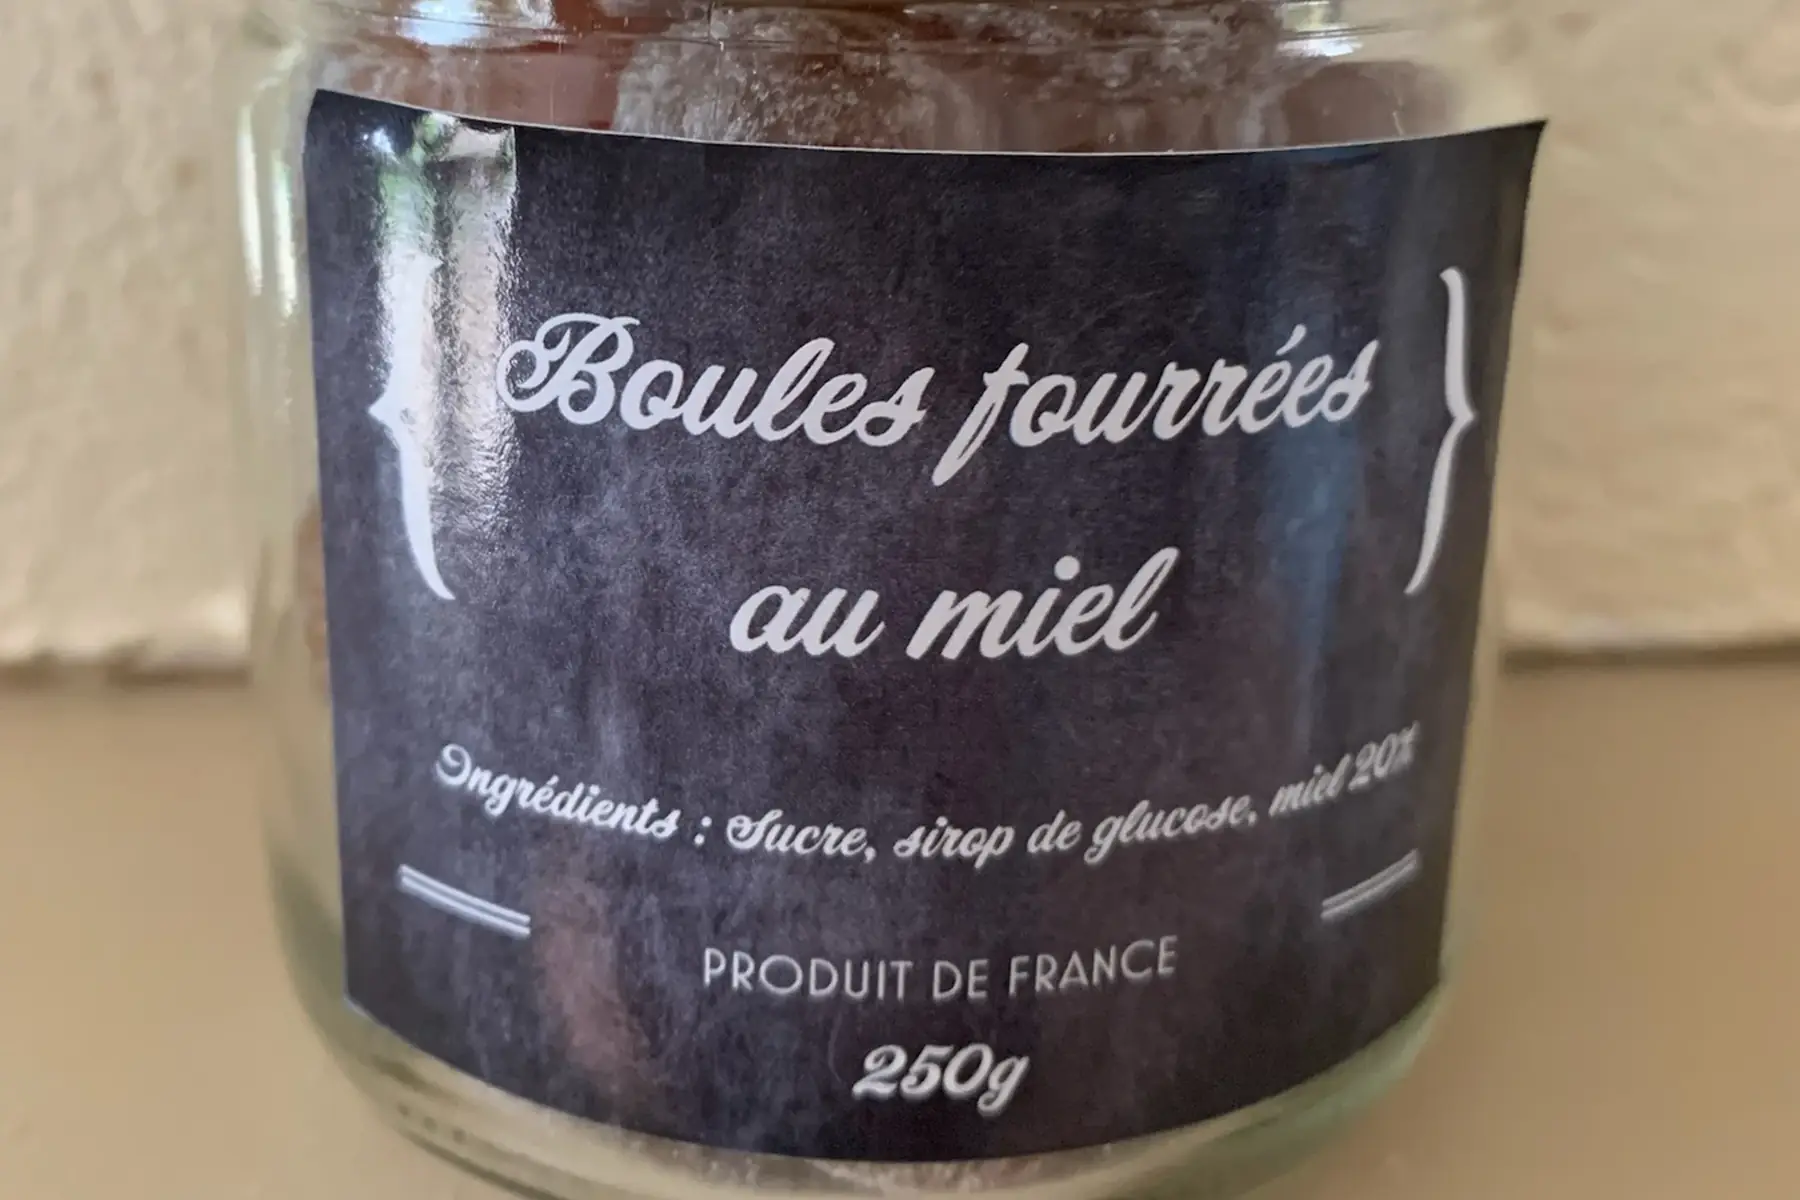 Boules fourrées
au miel
Ingrédients : Sucre, sirop de glucose, miel 20%
PRODUIT DE FRANCE
250g